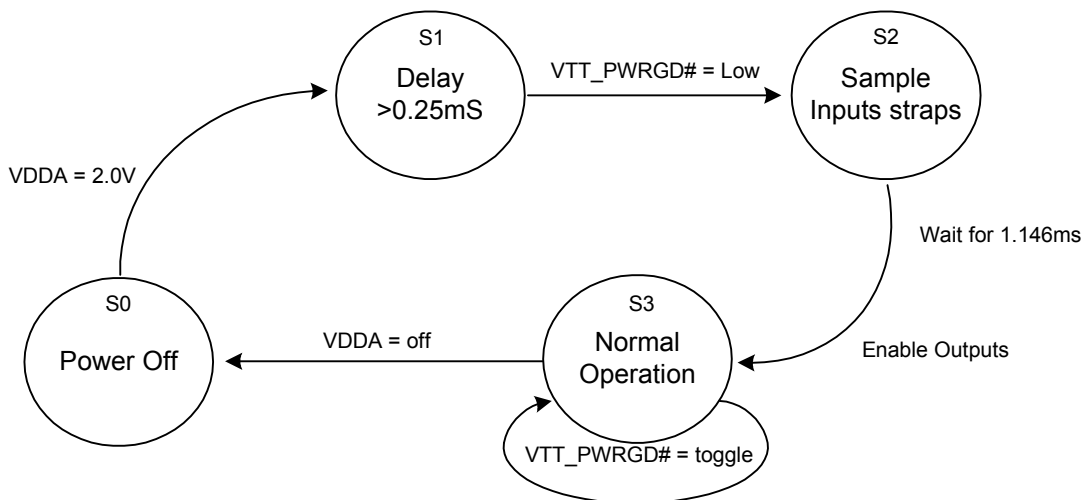 S1
Delay
>0.25mS
VTT_PWRGD# = Low
S2
Sample
Inputs straps
VDDA = 2.0V
Wait for 1.146ms
S0
Power Off
VDDA = off
S3
Normal
Operation
Enable Outputs
VTT_PWRGD# = toggle